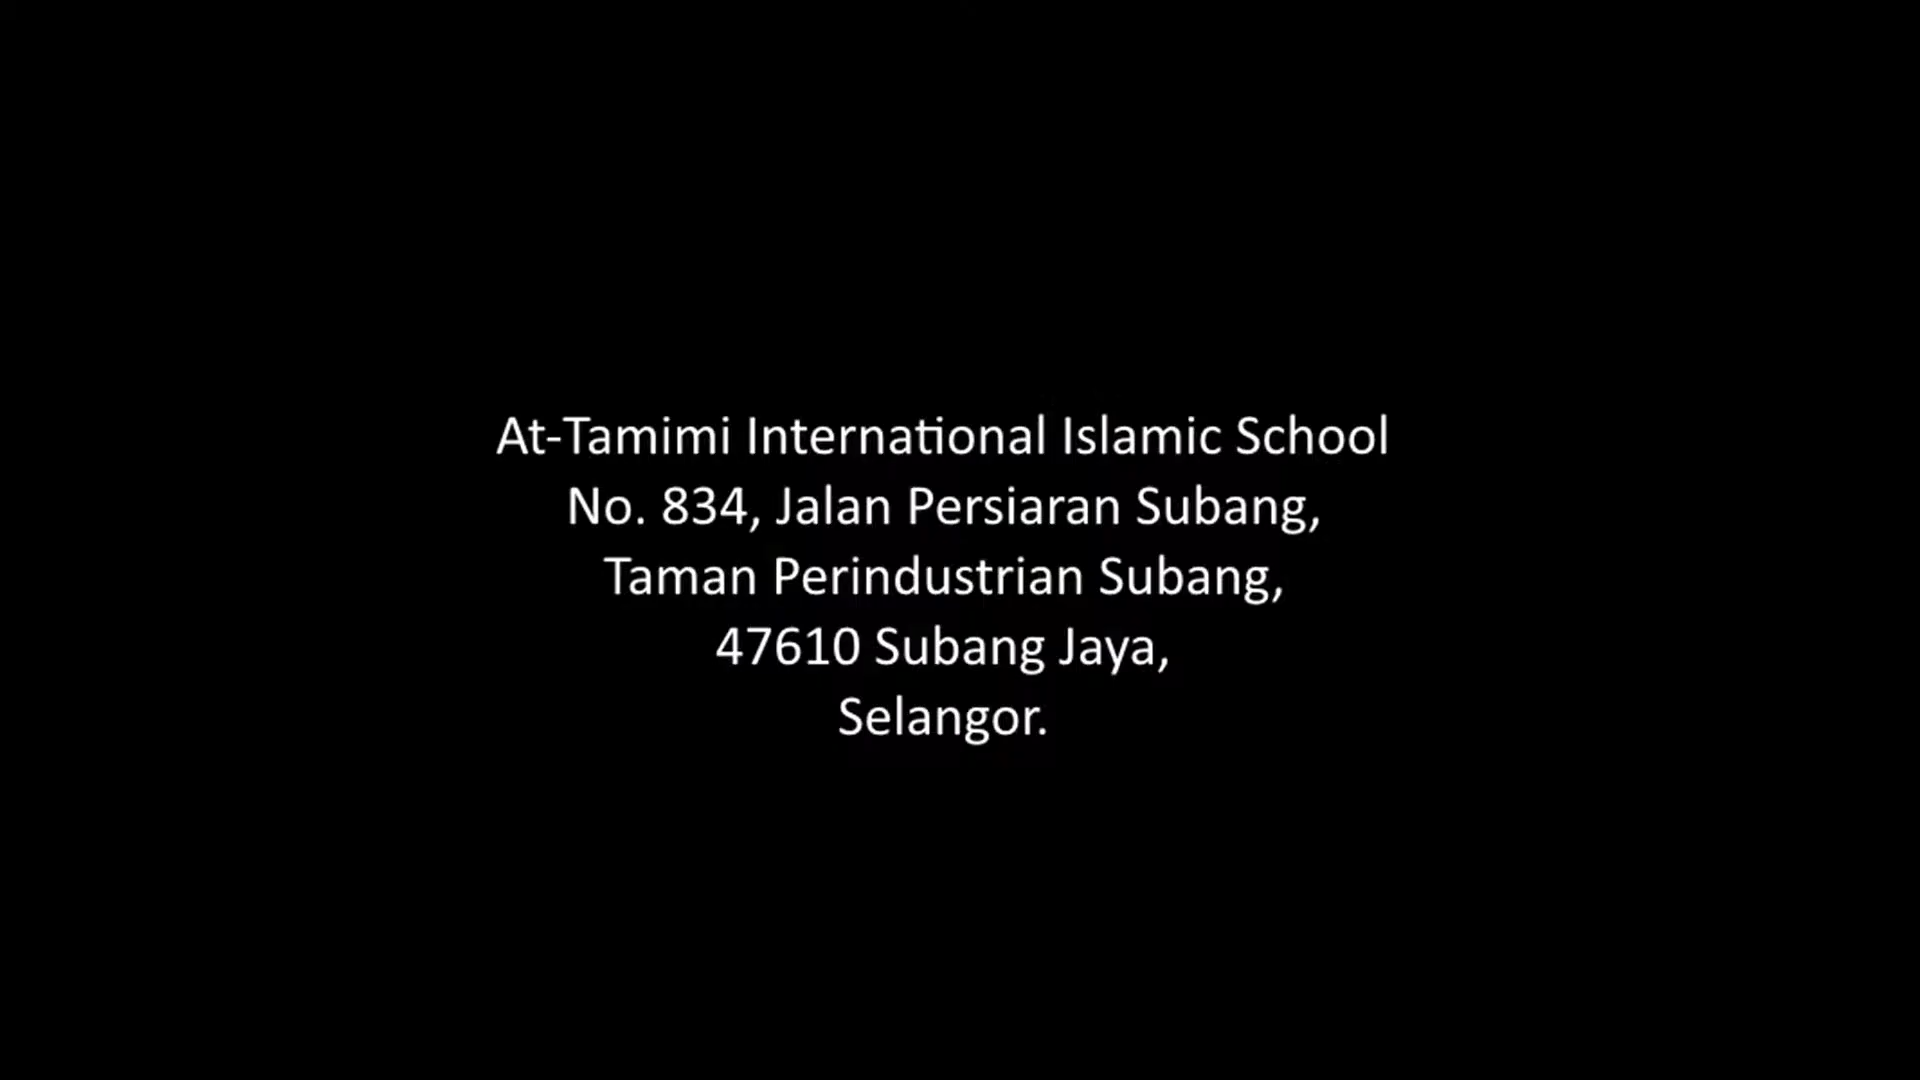 At-Tamimi International Islamic School
No. 834, Jalan Persiaran Subang,
Taman Perindustrian Subang,
47610 Subang Jaya,
Selangor.